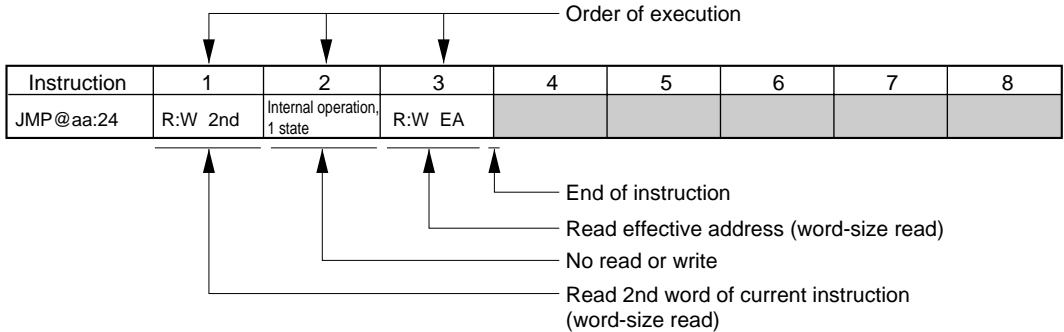 Order of execution
Instruction 1 2 3 4 5 6 7 8
JMP@aa:24 R:W 2nd Internal operation, 1 state R:W EA
End of instruction
Read effective address (word-size read)
No read or write
Read 2nd word of current instruction
(word-size read)